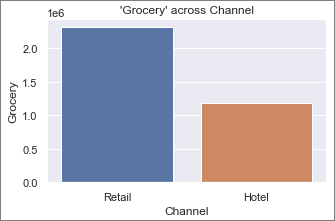 'Grocery' across Channel
1e6
2.0
1.5
1.0
0.5
0.0
Grocery
Retail
Hotel
Channel